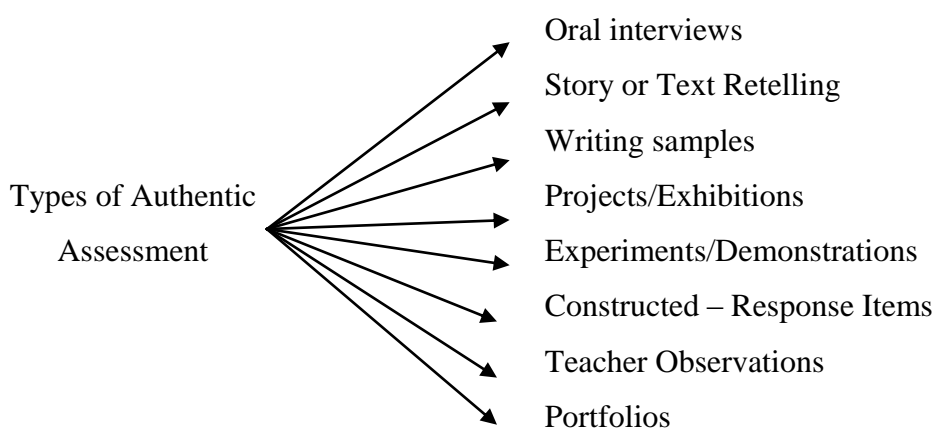 Oral interviews
Story or Text Retelling
Writing samples
Types of Authentic
Assessment
Projects/Exhibitions
Experiments/Demonstrations
Constructed – Response Items
Teacher Observations
Portfolios